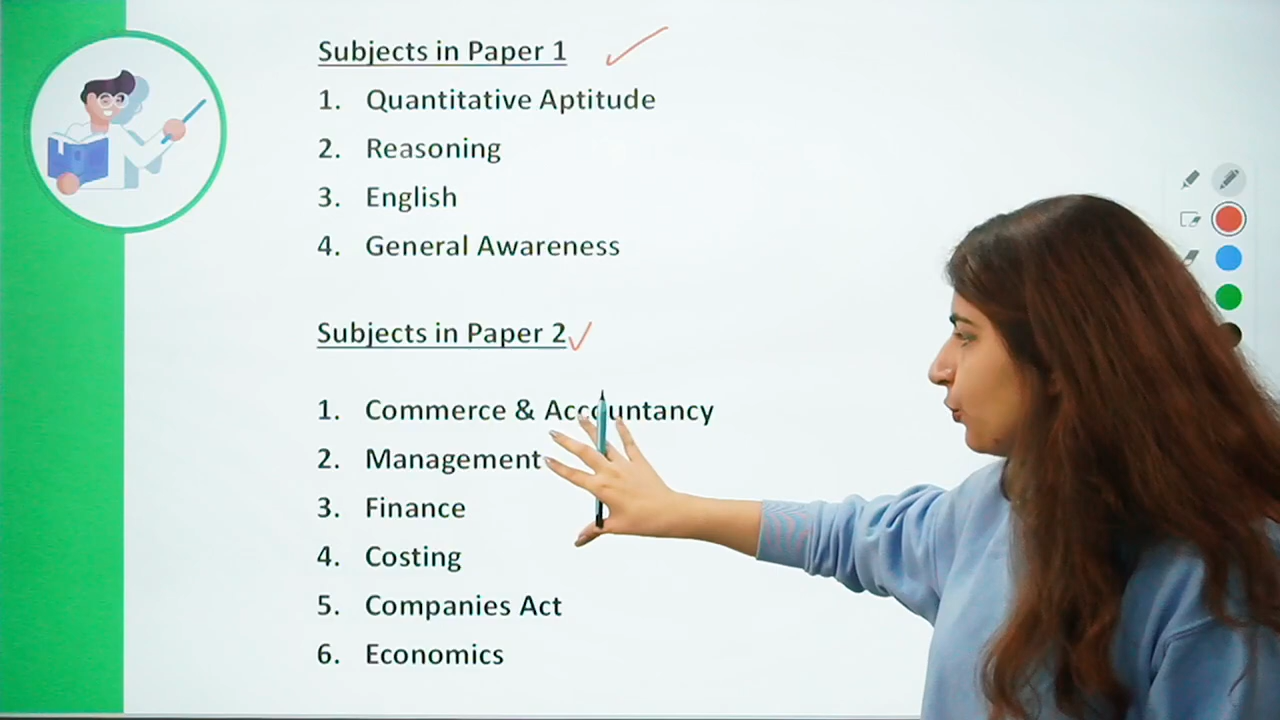 Subjects in Paper 1
1. Quantitative Aptitude
2. Reasoning
3. English
4. General Awareness
Subjects in Paper 2
1. Commerce & Accountancy
2. Management
3. Finance
4. Costing
5. Companies Act
6. Economics